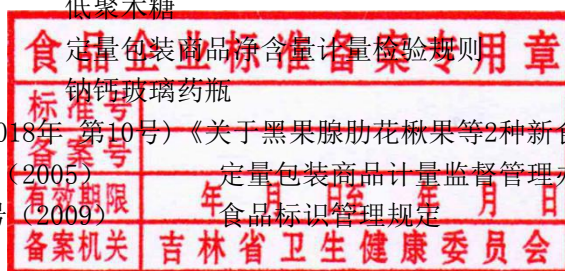 低聚木糖
食品企业标准备案专用章
定量包装商品净含量计量检验规则
钠钙玻璃药瓶
标准号
018年 第10号)《关于黑果腺肋花楸果等2种新食
备案号
(2005) 定量包装商品计量监督管理办
有效期限 年 月 日至 年 月 日
号 (2009) 食品标识管理规定
备案机关 吉林省卫生健康委员会